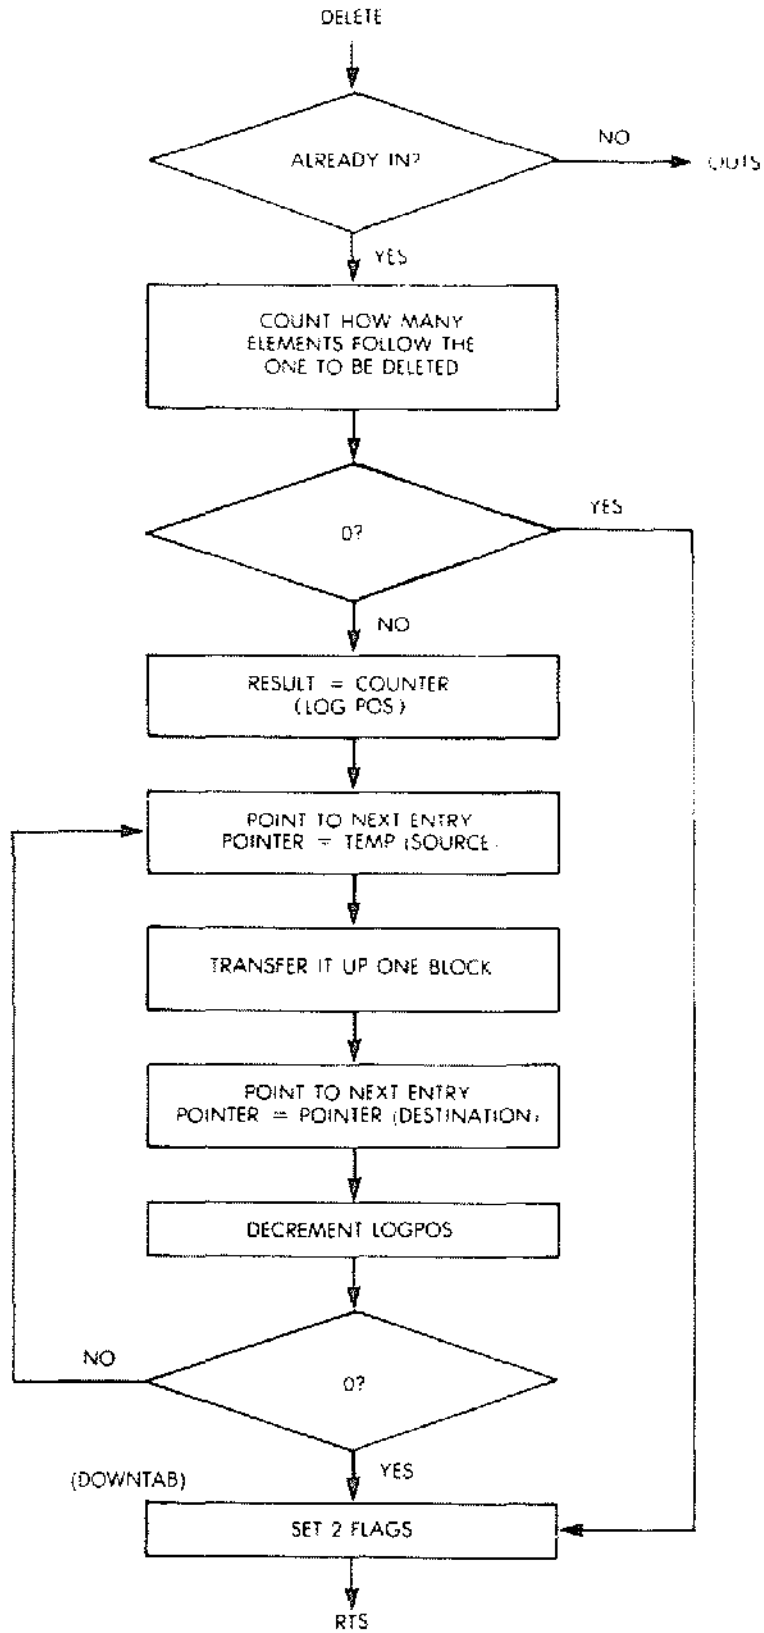 DELETE
ALREADY IN?
NO
OUTS
YES
COUNT HOW MANY
ELEMENTS FOLLOW THE
ONE TO BE DELETED
0?
YES
NO
RESULT = COUNTER
(LOG POS)
POINT TO NEXT ENTRY
POINTER = TEMP (SOURCE)
TRANSFER IT UP ONE BLOCK
POINT TO NEXT ENTRY
POINTER = POINTER (DESTINATION)
DECREMENT LOGPOS
NO
0?
YES
(DOWNTAB)
SET 2 FLAGS
RTS